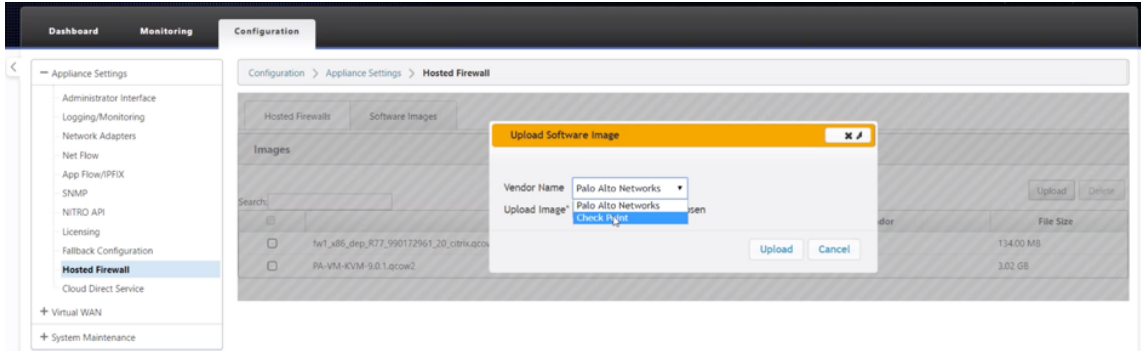 Dashboard Monitoring Configuration
Appliance Settings
Administrator Interface
Logging/Monitoring
Network Adapters
Net Flow
App Flow/IPFIX
SNMP
NITRO API
Licensing
Fallback Configuration
Hosted Firewall
Cloud Direct Service
Virtual WAN
System Maintenance
Configuration > Appliance Settings > Hosted Firewall
Hosted Firewalls Software Images
Images
Upload Delete
Search:
File Size
fw1_x86_dep_R77_990172961_20_citrix.qcow 134.00 MB
PA-VM-KVM-9.0.1.qcow2 3.02 GB
Upload Software Image
Vendor Name Palo Alto Networks
Palo Alto Networks
Upload Image*
Check Point
Upload Cancel